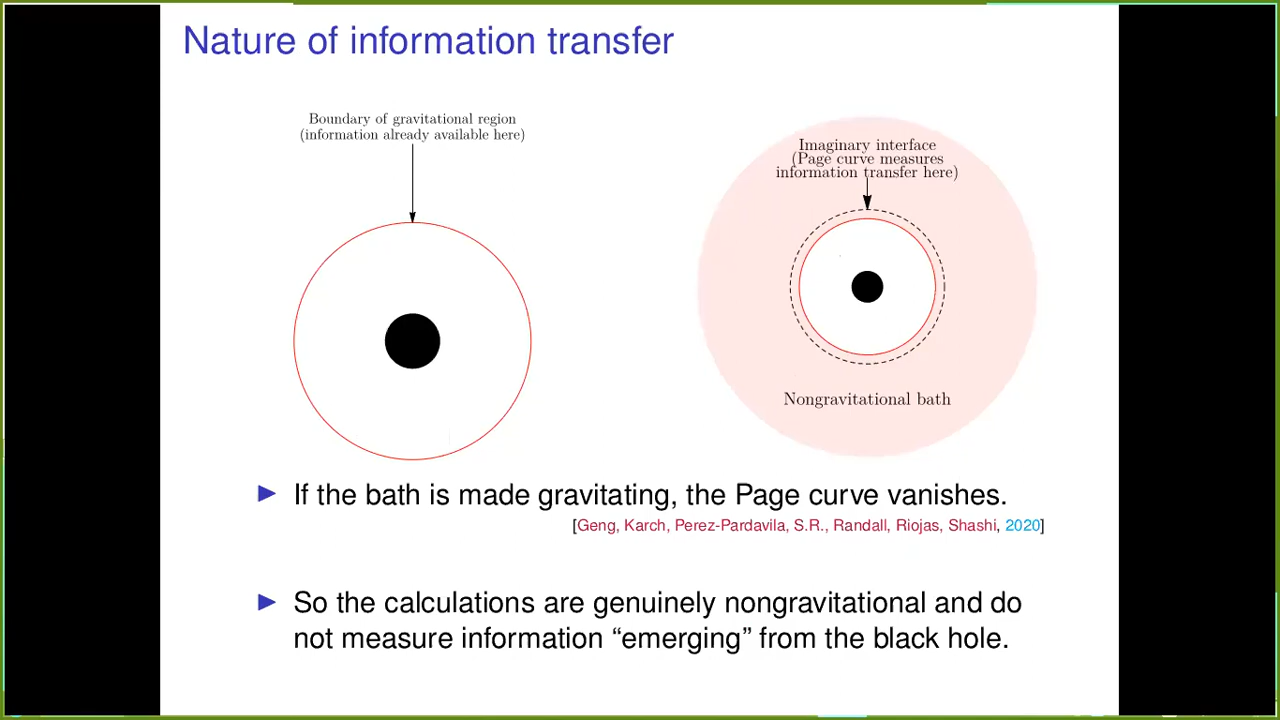 Nature of information transfer
Boundary of gravitational region
(information already available here)
Imaginary interface
(Page curve measures
information transfer here)
Nongravitational bath
If the bath is made gravitating, the Page curve vanishes.
[Geng, Karch, Perez-Pardavila, S.R., Randall, Riojas, Shashi, 2020]
So the calculations are genuinely nongravitational and do
not measure information “emerging” from the black hole.